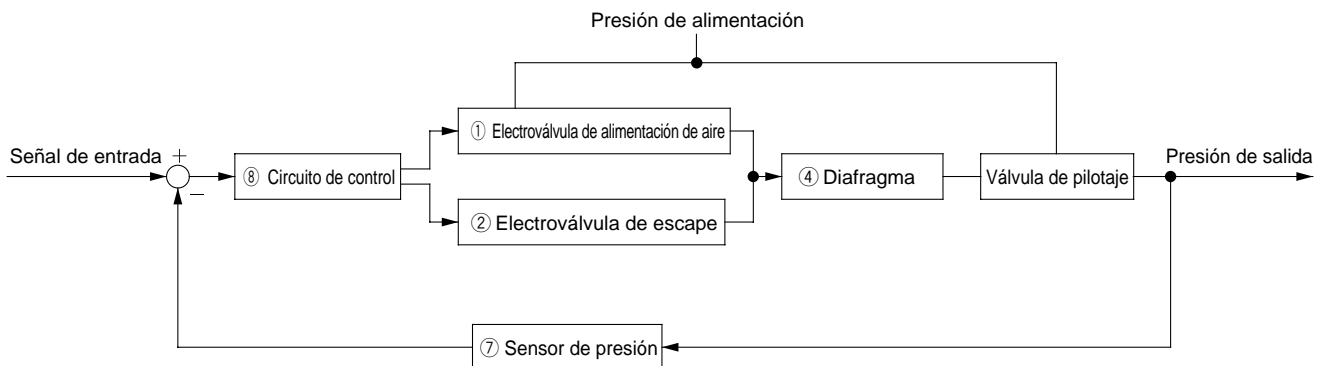 Presión de alimentación
① Electroválvula de alimentación de aire
Señal de entrada
+
−
⑧ Circuito de control
④ Diafragma
Válvula de pilotaje
Presión de salida
② Electroválvula de escape
⑦ Sensor de presión